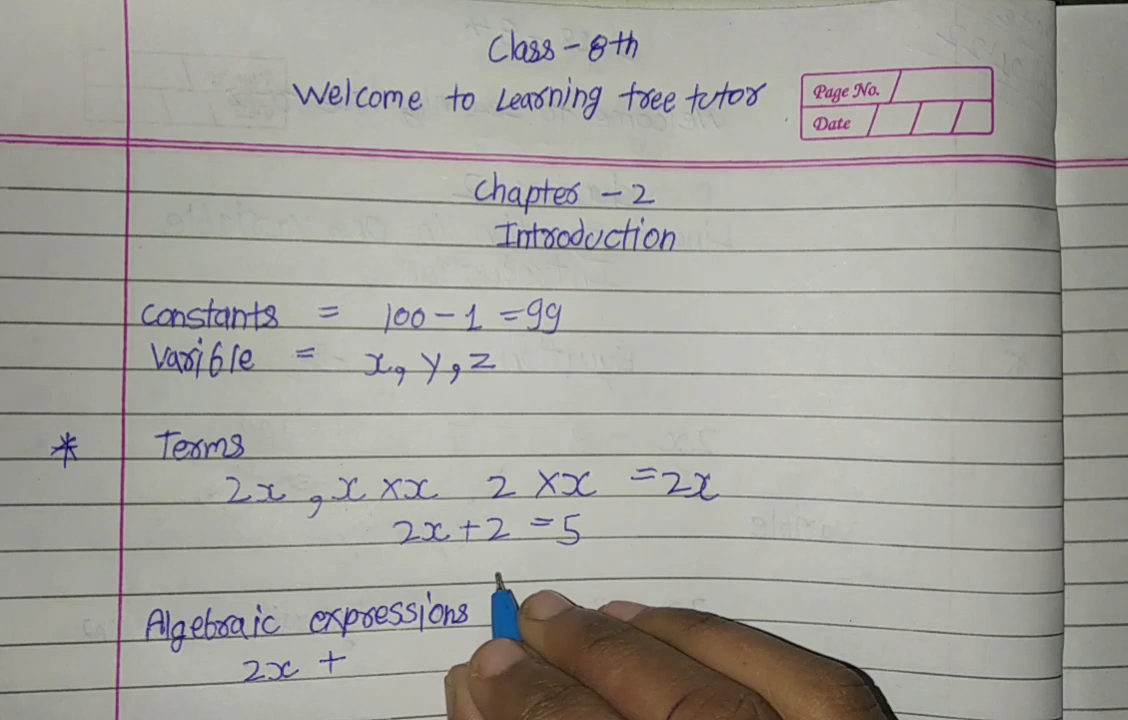 Class - 8th
Welcome to Learning tree tutor
Page No.
Date
Chapter - 2
Introduction
Constants = 100 - 1 = 99
Varible = x, y, z
* Terms
2x, x × x 2 × x = 2x
2x + 2 = 5
Algebraic expressions
2x +